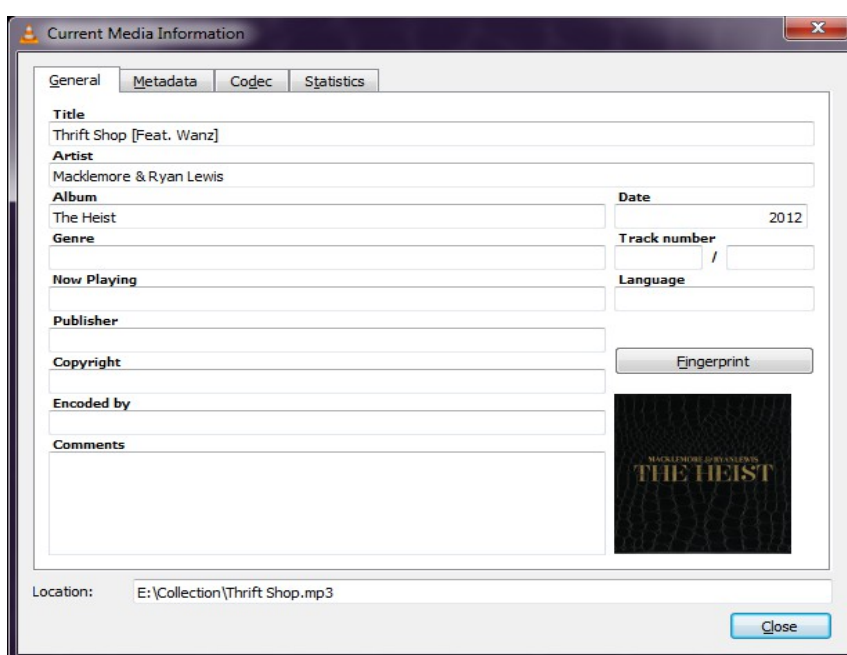 Current Media Information
General Metadata Codec Statistics
Title
Thrift Shop [Feat. Wanz]
Artist
Macklemore & Ryan Lewis
Album Date
The Heist 2012
Genre Track number
/
Now Playing Language
Publisher
Copyright Fingerprint
Encoded by
MACKLEMORE & RYAN LEWIS
THE HEIST
Comments
Location: E:\Collection\Thrift Shop.mp3
Close